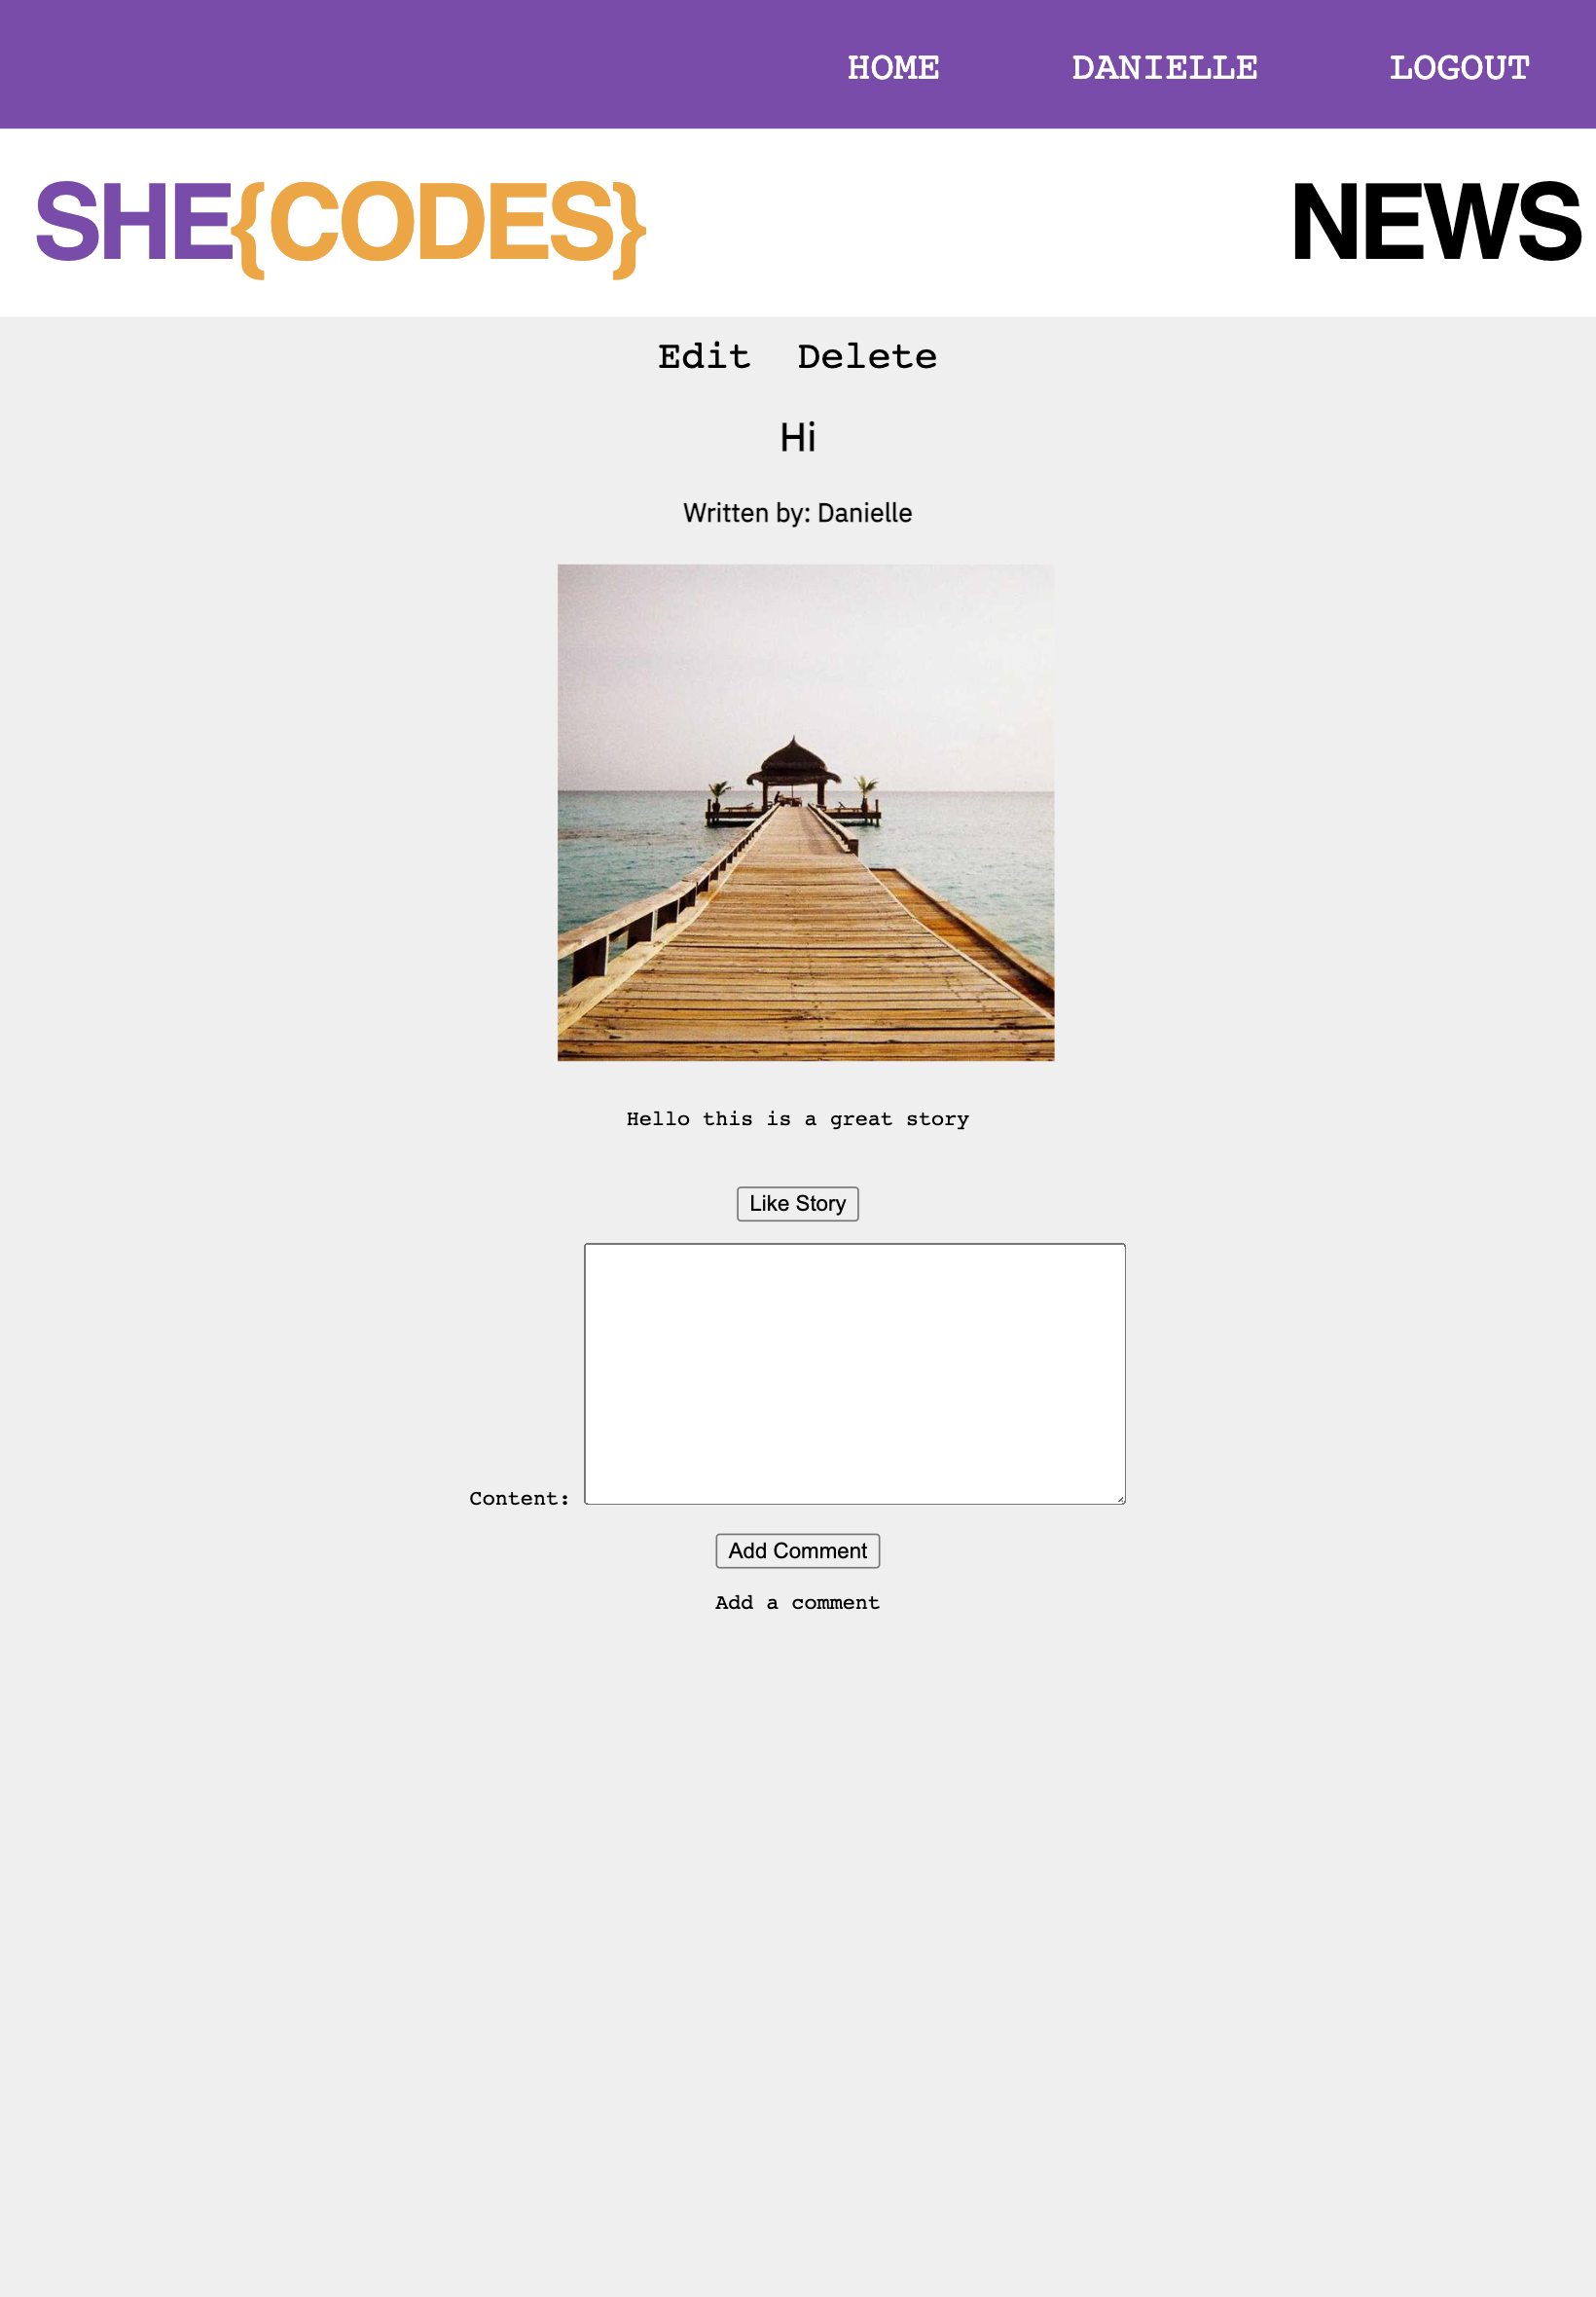 HOME DANIELLE LOGOUT
SHE{CODES} NEWS
Edit Delete
Hi
Written by: Danielle
Hello this is a great story
Like Story
Content:
Add Comment
Add a comment